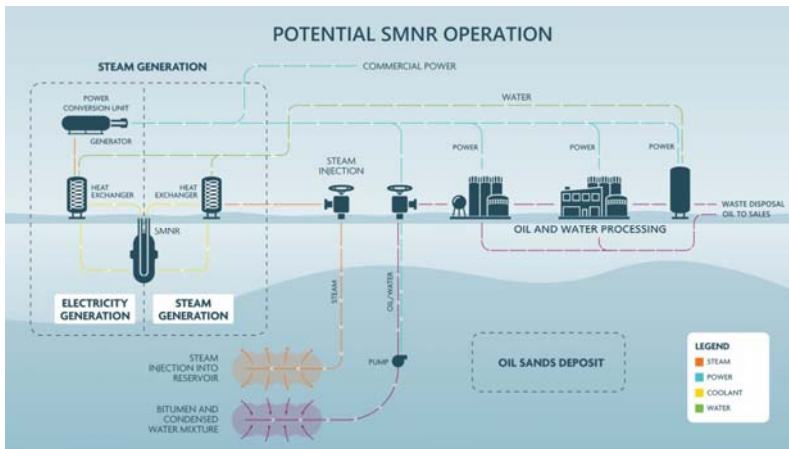 POTENTIAL SMNR OPERATION
STEAM GENERATION
COMMERCIAL POWER
POWER
CONVERSION UNIT
GENERATOR
WATER
STEAM
INJECTION
POWER
POWER
POWER
HEAT
EXCHANGER
HEAT
EXCHANGER
SMNR
WASTE DISPOSAL
OIL TO SALES
OIL AND WATER PROCESSING
ELECTRICITY
GENERATION
STEAM
GENERATION
STEAM
OIL/WATER
STEAM
INJECTION INTO
RESERVOIR
PUMP
OIL SANDS DEPOSIT
BITUMEN AND
CONDENSED
WATER MIXTURE
LEGEND
STEAM
POWER
COOLANT
WATER